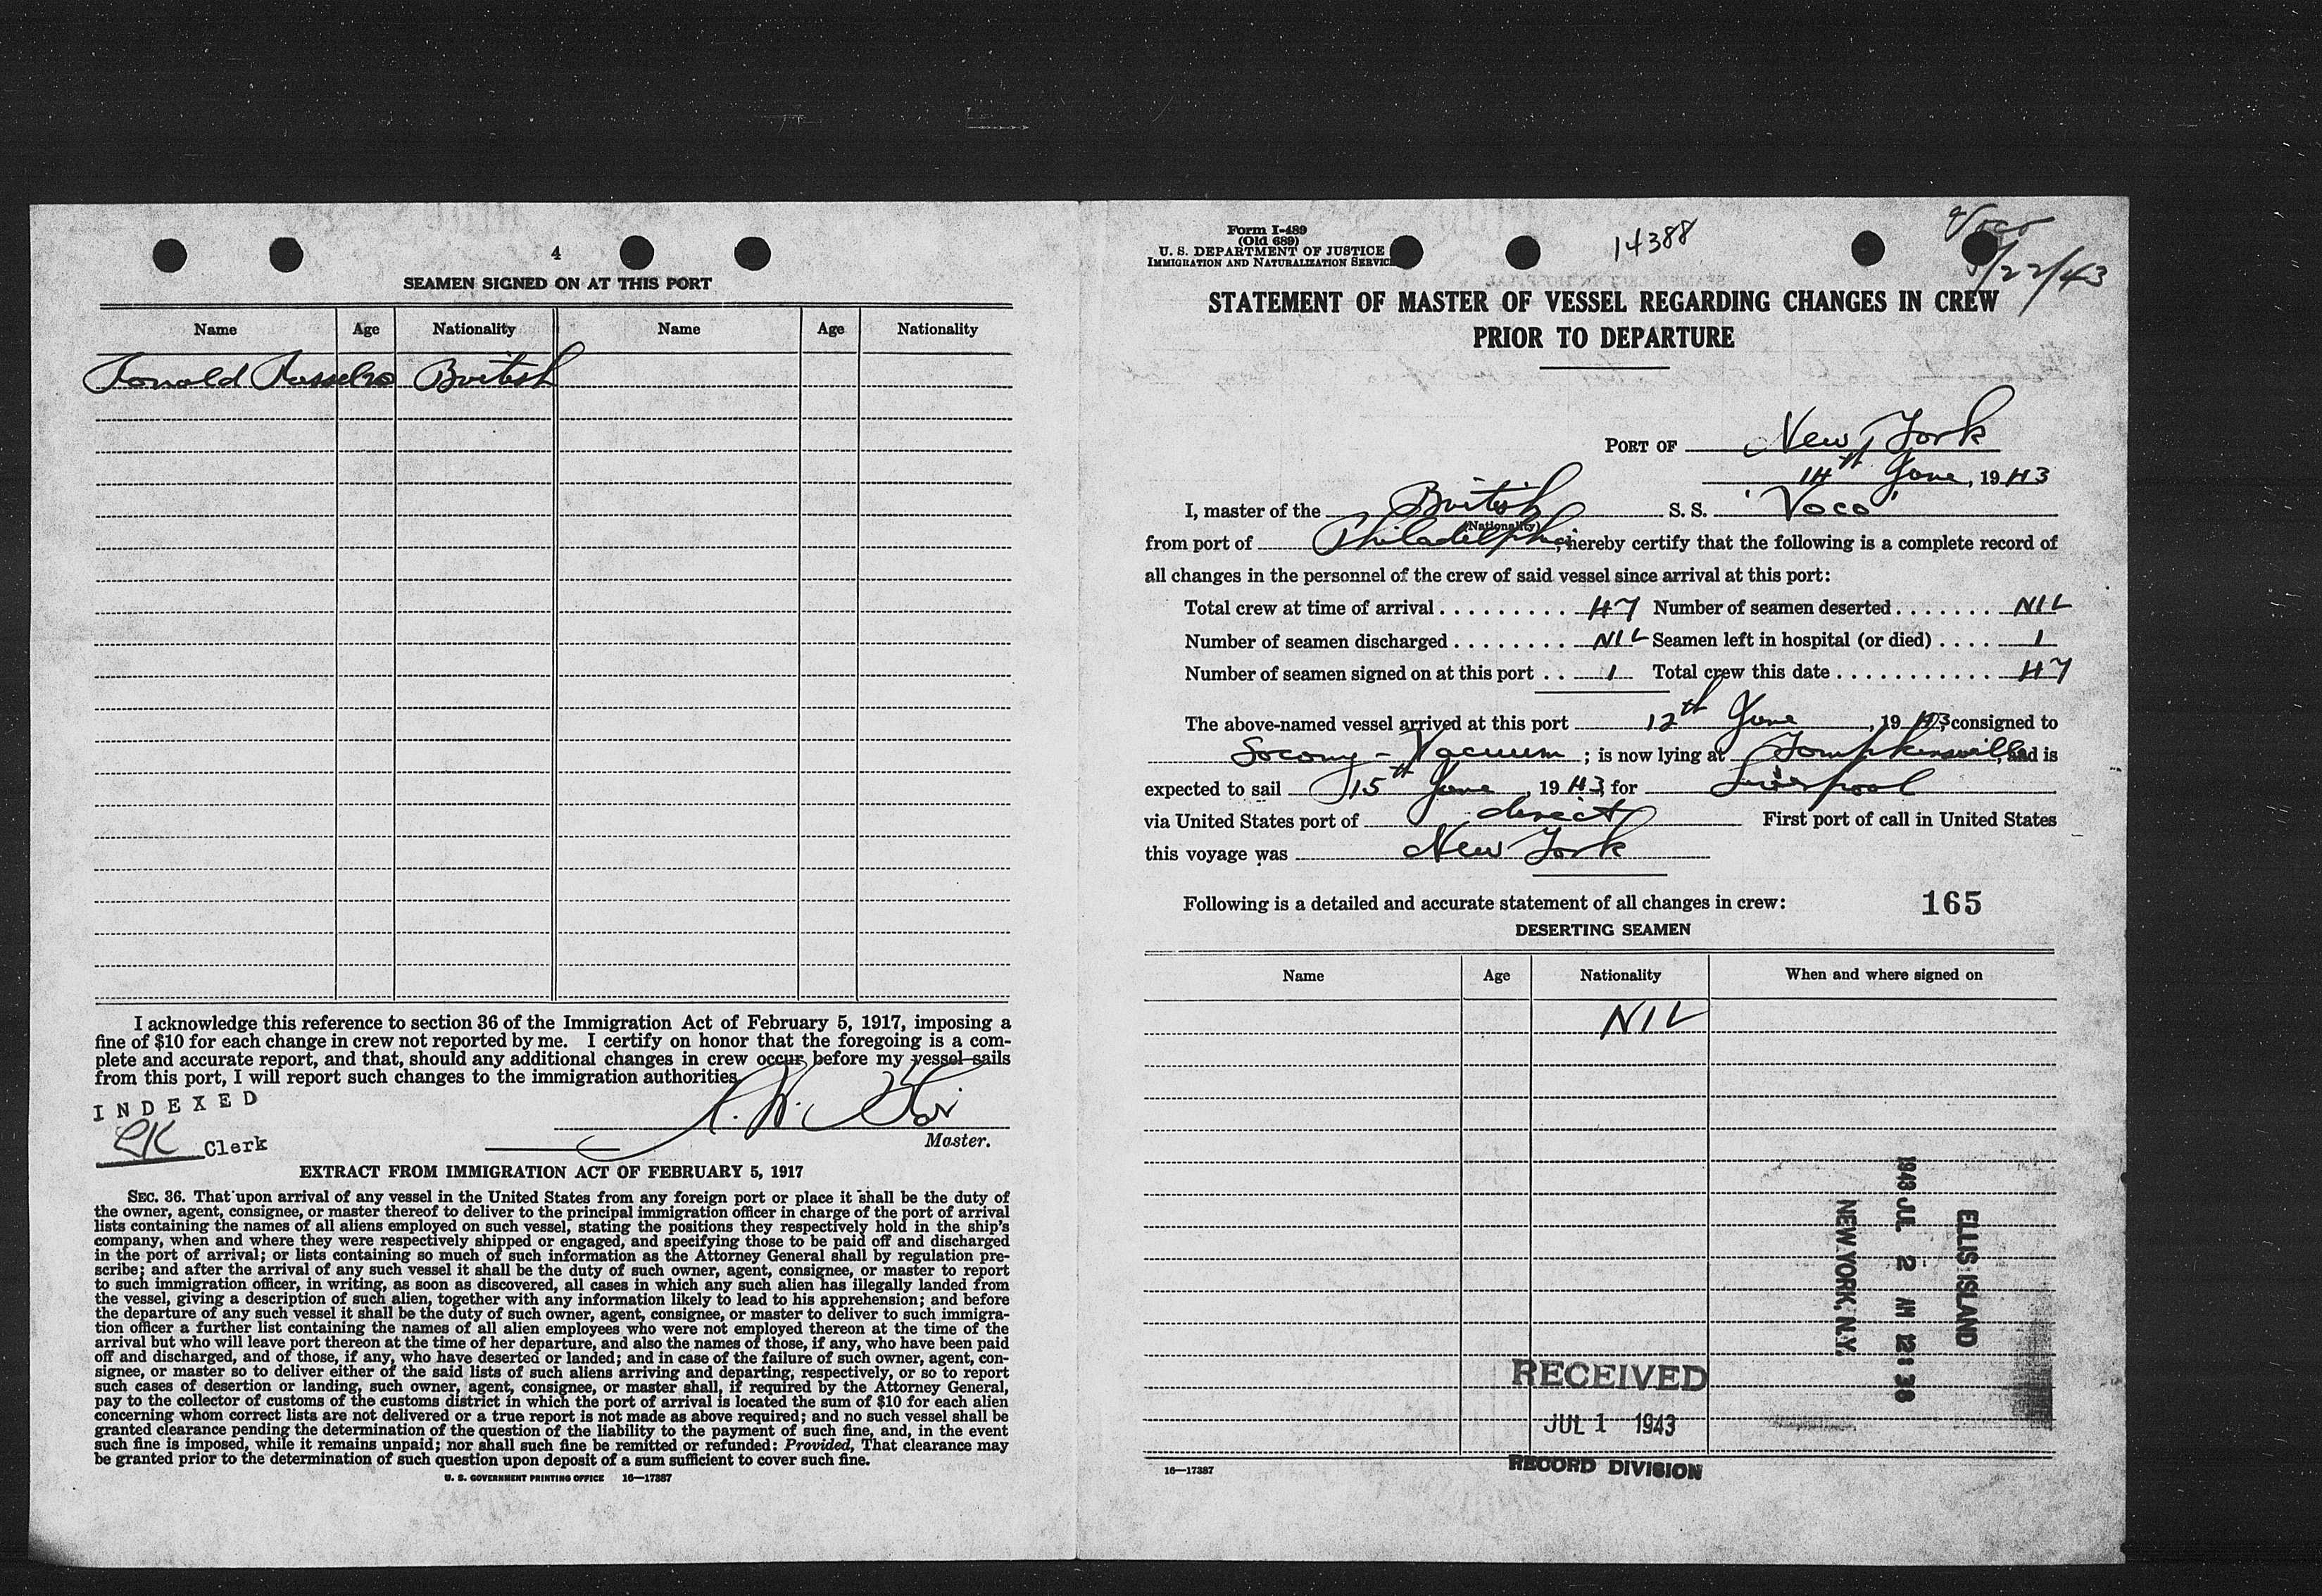 4
SEAMEN SIGNED ON AT THIS PORT
Name Age Nationality Name Age Nationality
Ronald British
I acknowledge this reference to section 36 of the Immigration Act of February 5, 1917, imposing a
fine of $10 for each change in crew not reported by me. I certify on honor that the foregoing is a com-
plete and accurate report, and that, should any additional changes in crew occur before my vessel sails
from this port, I will report such changes to the immigration authorities.
INDEXED
Clerk
Master.
EXTRACT FROM IMMIGRATION ACT OF FEBRUARY 5, 1917
SEC. 36. That upon arrival of any vessel in the United States from any foreign port or place it shall be the duty of
the owner, agent, consignee, or master thereof to deliver to the principal immigration officer in charge of the port of arrival
lists containing the names of all aliens employed on such vessel, stating the positions they respectively hold in the ship's
company, when and where they were respectively shipped or engaged, and specifying those to be paid off and discharged
in the port of arrival; or lists containing so much of such information as the Attorney General shall by regulation pre-
scribe; and after the arrival of any such vessel it shall be the duty of such owner, agent, consignee, or master to report
to such immigration officer, in writing, as soon as discovered, all cases in which any such alien has illegally landed from
the vessel, giving a description of such alien, together with any information likely to lead to his apprehension; and before
the departure of any such vessel it shall be the duty of such owner, agent, consignee, or master to deliver to such immigra-
tion officer a further list containing the names of all alien employees who were not employed thereon at the time of the
arrival but who will leave port thereon at the time of her departure, and also the names of those, if any, who have been paid
off and discharged, and of those, if any, who have deserted or landed; and in case of the failure of such owner, agent, con-
signee, or master so to deliver either of the said lists of such aliens arriving and departing, respectively, or so to report
such cases of desertion or landing, such owner, agent, consignee, or master shall, if required by the Attorney General,
pay to the collector of customs of the customs district in which the port of arrival is located the sum of $10 for each alien
concerning whom correct lists are not delivered or a true report is not made as above required; and no such vessel shall be
granted clearance pending the determination of the question of the liability to the payment of such fine, and, in the event
such fine is imposed, while it remains unpaid; nor shall such fine be remitted or refunded: Provided, That clearance may
be granted prior to the determination of such question upon deposit of a sum sufficient to cover such fine.
U. S. GOVERNMENT PRINTING OFFICE 16—17387
Form I-489
(Old 689)
U. S. DEPARTMENT OF JUSTICE
IMMIGRATION AND NATURALIZATION SERVICE
14388
Voco
/22/43
STATEMENT OF MASTER OF VESSEL REGARDING CHANGES IN CREW
PRIOR TO DEPARTURE
PORT OF New York
14th June, 1943
I, master of the British S. S. 'Voco'
(Nationality)
from port of Philadelphia, hereby certify that the following is a complete record of
all changes in the personnel of the crew of said vessel since arrival at this port:
Total crew at time of arrival . . . . . . . . . 47 Number of seamen deserted . . . . . . . NIL
Number of seamen discharged . . . . . . . . NIL Seamen left in hospital (or died) . . . . 1
Number of seamen signed on at this port . . 1 Total crew this date . . . . . . . . . . . . 47
The above-named vessel arrived at this port 12th June, 1943, consigned to
Socony-Vacuum; is now lying at Tompkinsville, and is
expected to sail 15th June, 1943, for Liverpool
via United States port of direct First port of call in United States
this voyage was New York
Following is a detailed and accurate statement of all changes in crew: 165
DESERTING SEAMEN
Name Age Nationality When and where signed on
NIL
ELLIS ISLAND
1943 JUL 2 AM 12:38
NEW YORK, N.Y.
RECEIVED
JUL 1 1943
RECORD DIVISION
16—17387